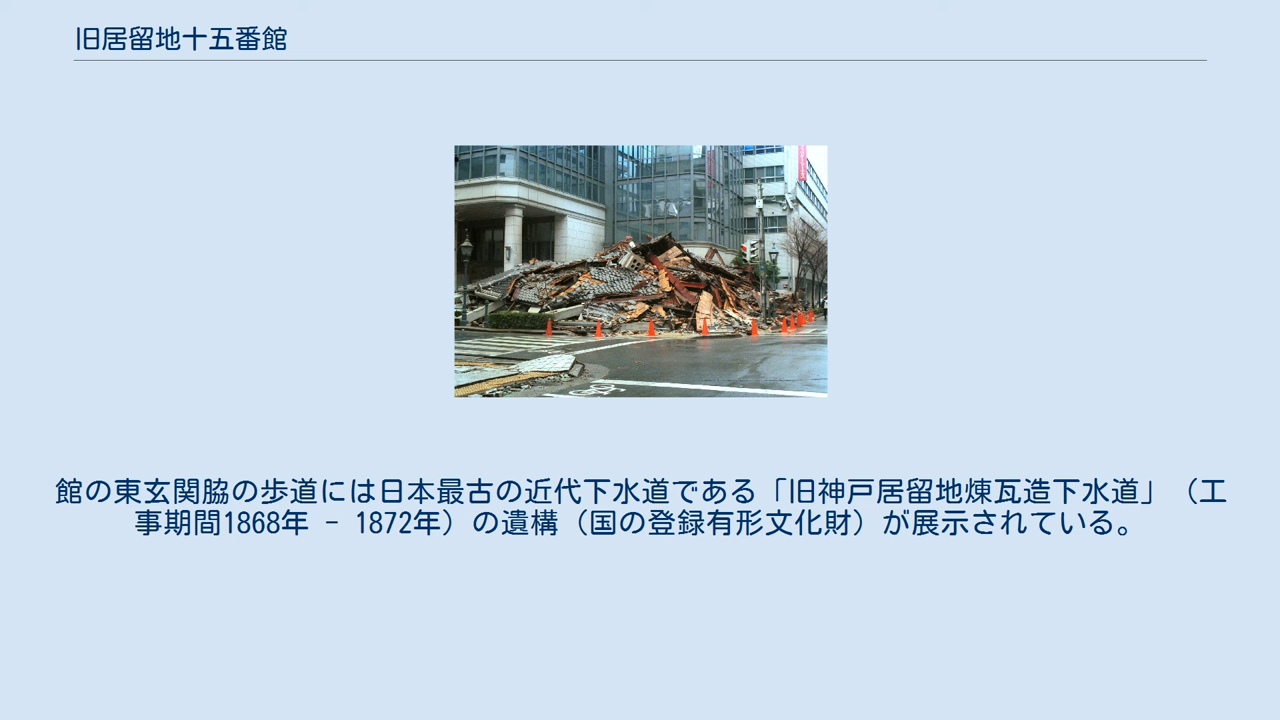 旧居留地十五番館
館の東玄関脇の歩道には日本最古の近代下水道である「旧神戸居留地煉瓦造下水道」（工
事期間1868年 - 1872年）の遺構（国の登録有形文化財）が展示されている。